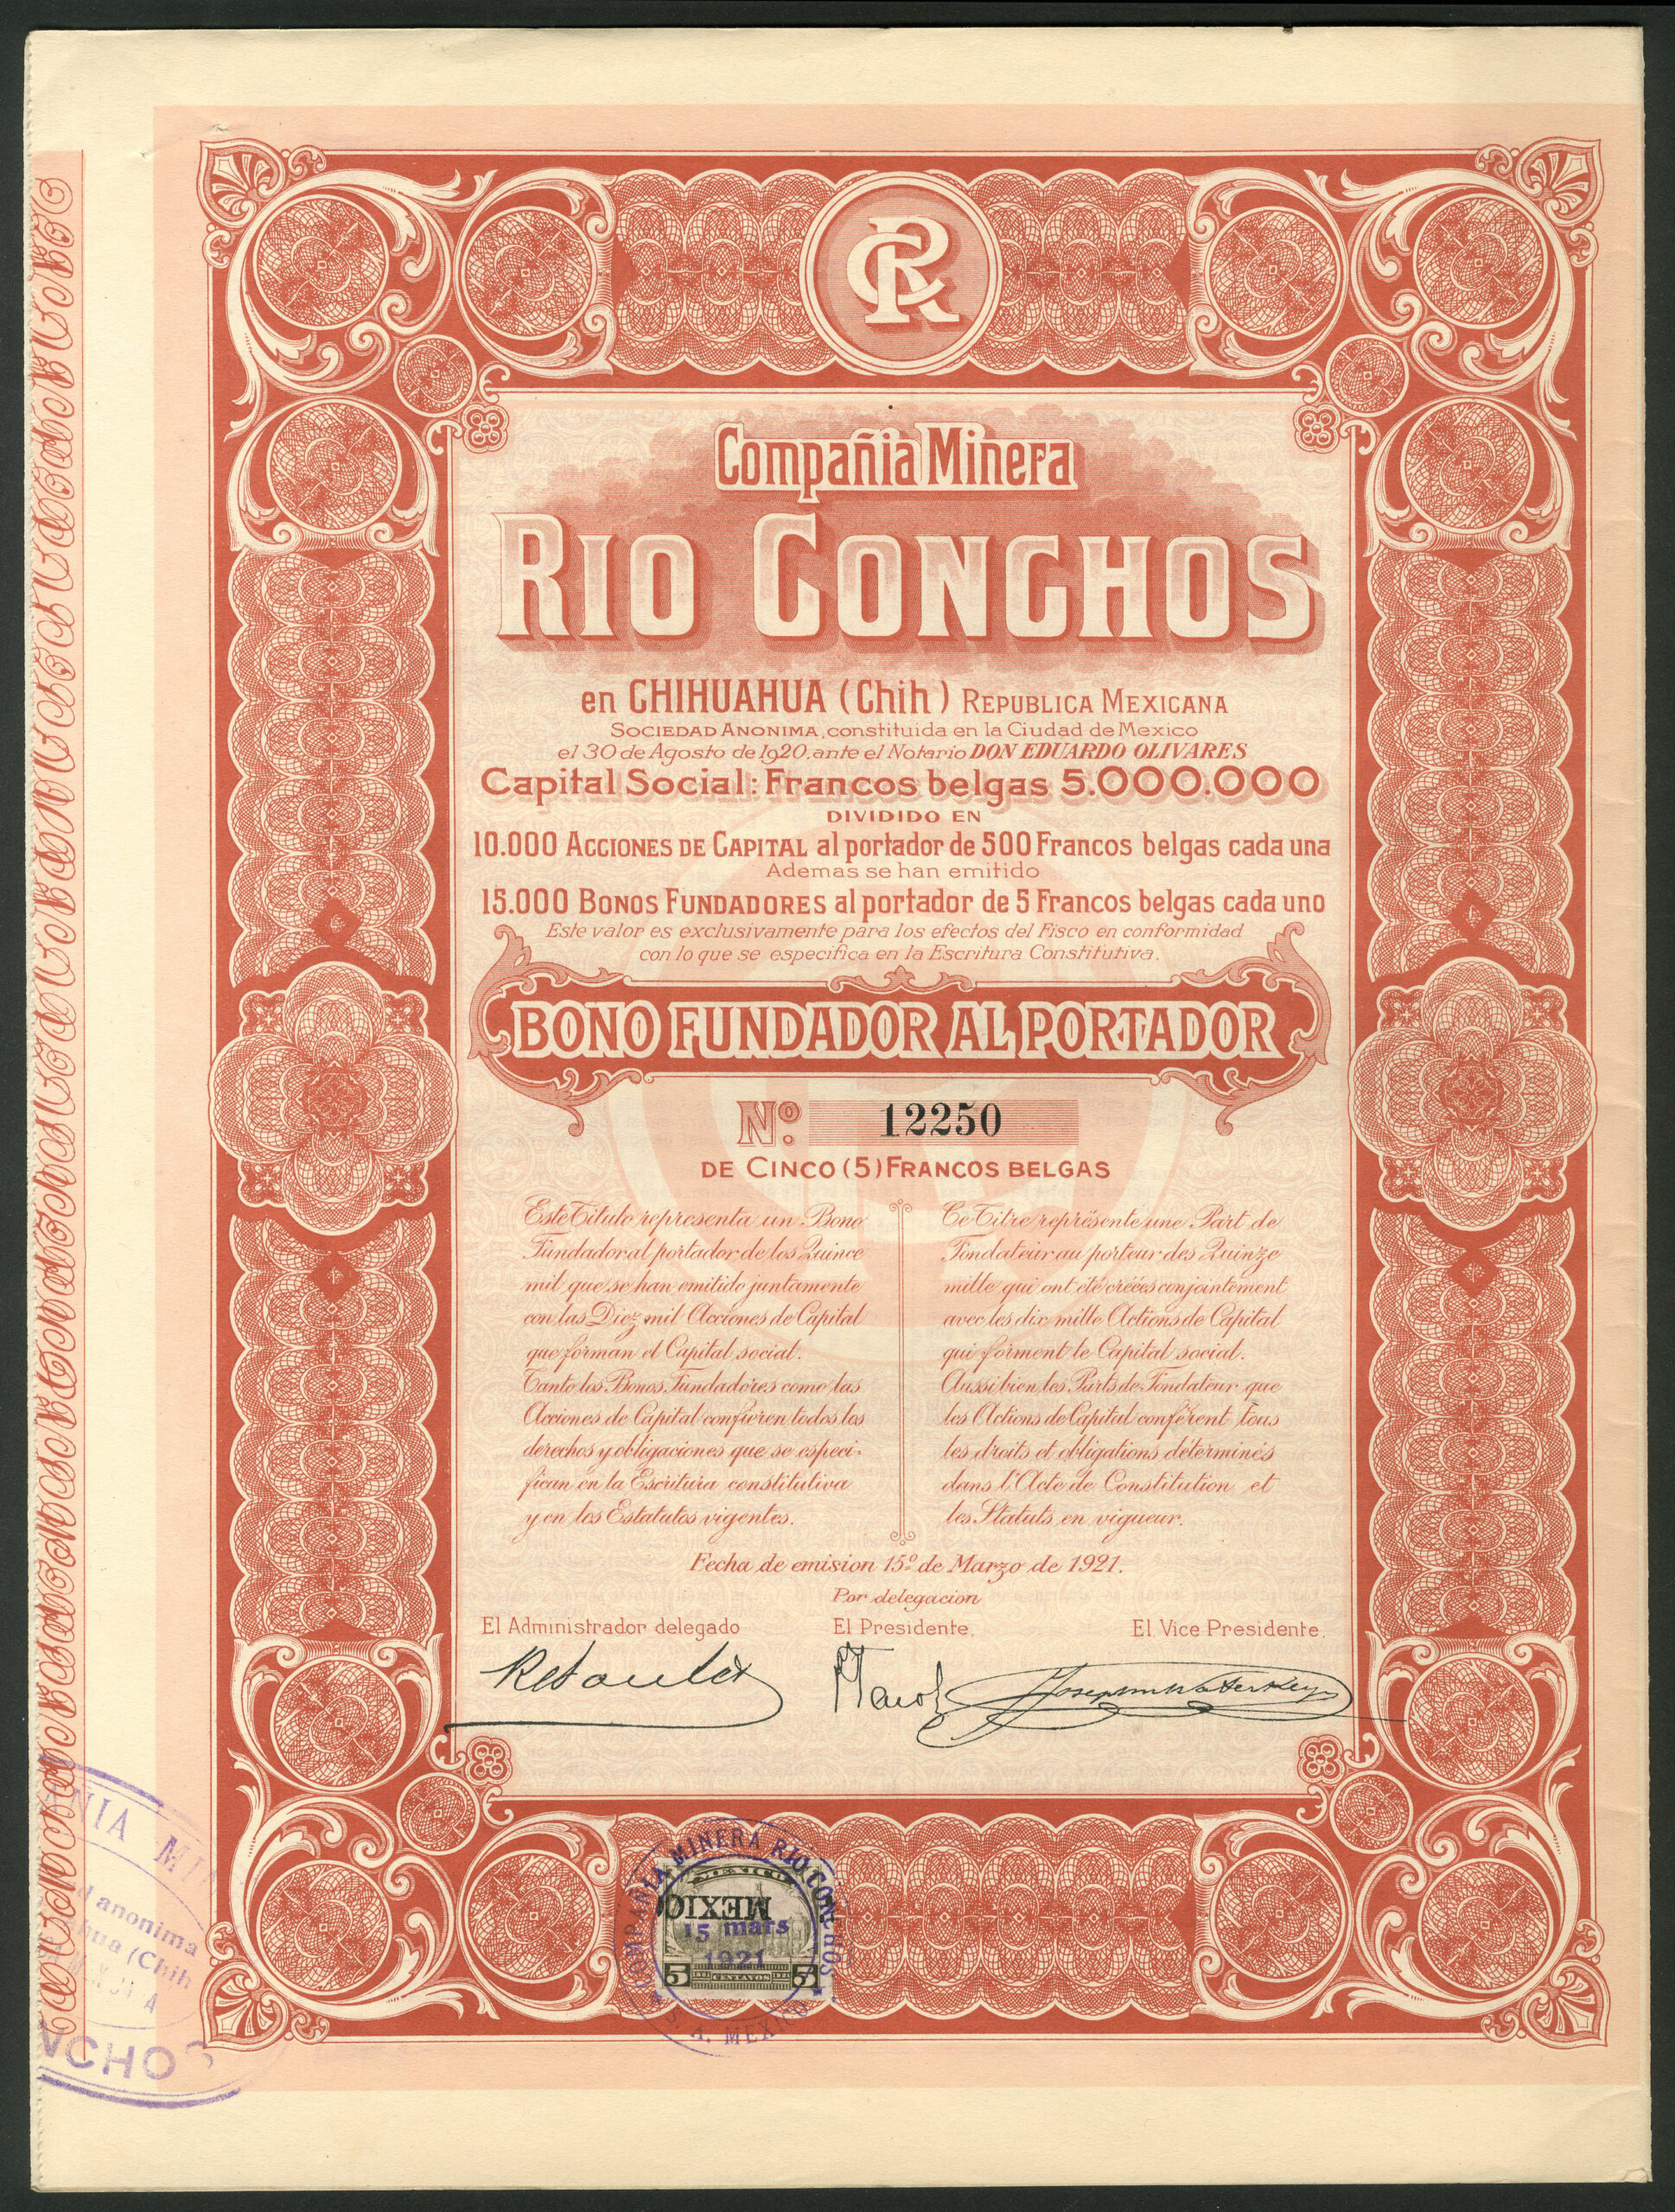 CR
Compañia Minera
RIO CONCHOS
en CHIHUAHUA (Chih) REPUBLICA MEXICANA
SOCIEDAD ANONIMA, constituida en la Ciudad de Mexico
el 30 de Agosto de 1920, ante el Notario DON EDUARDO OLIVARES
Capital Social: Francos belgas 5.000.000
DIVIDIDO EN
10.000 ACCIONES DE CAPITAL al portador de 500 Francos belgas cada una
Ademas se han emitido
15.000 BONOS FUNDADORES al portador de 5 Francos belgas cada uno
Este valor es exclusivamente para los efectos del Fisco en conformidad
con lo que se especifica en la Escritura Constitutiva.
BONO FUNDADOR AL PORTADOR
Nº. 12250
DE CINCO (5) FRANCOS BELGAS
Este Titulo representa un Bono
Fundador al portador de los Quince
mil que se han emitido juntamente
con las Diez mil Acciones de Capital
que forman el Capital social.
Tanto los Bonos Fundadores como las
Acciones de Capital confieren todos los
derechos y obligaciones que se especi-
fican en la Escritura constitutiva
y en los Estatutos vigentes.
Ce Titre représente une Part de
Fondateur au porteur des Quinze
mille qui ont été créées conjointement
avec les dix mille Actions de Capital
qui forment le Capital social.
Aussi bien les Parts de Fondateur que
les Actions de Capital confèrent tous
les droits et obligations déterminés
dans l'Acte de Constitution et
les Statuts en vigueur.
Fecha de emision 15º de Marzo de 1921.
Por delegacion
El Administrador delegado
El Presidente,
El Vice Presidente,
COMPAÑIA MINERA RIO CONCHOS
S. A. MEXICO
MEXICO
MEXICO
15 mars
1921
5 CENTAVOS 5
ANIA MIN
d anonima
hua (Chih
NCHOS